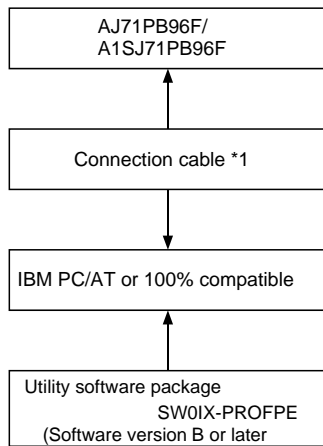 AJ71PB96F/
A1SJ71PB96F
Connection cable *1
IBM PC/AT or 100% compatible
Utility software package
SW0IX-PROFPE
(Software version B or later